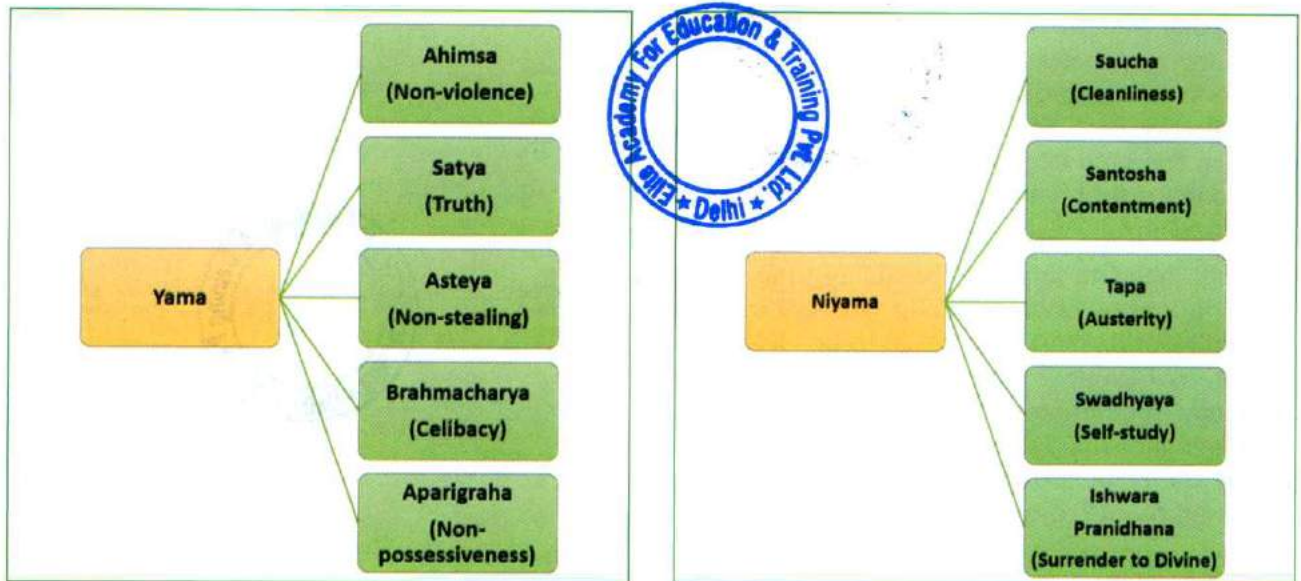 Yama
Ahimsa
(Non-violence)
Satya
(Truth)
Asteya
(Non-stealing)
Brahmacharya
(Celibacy)
Aparigraha
(Non-
possessiveness)
Elite Academy For Education & Training Pvt. Ltd.
★ Delhi ★
Niyama
Saucha
(Cleanliness)
Santosha
(Contentment)
Tapa
(Austerity)
Swadhyaya
(Self-study)
Ishwara
Pranidhana
(Surrender to Divine)